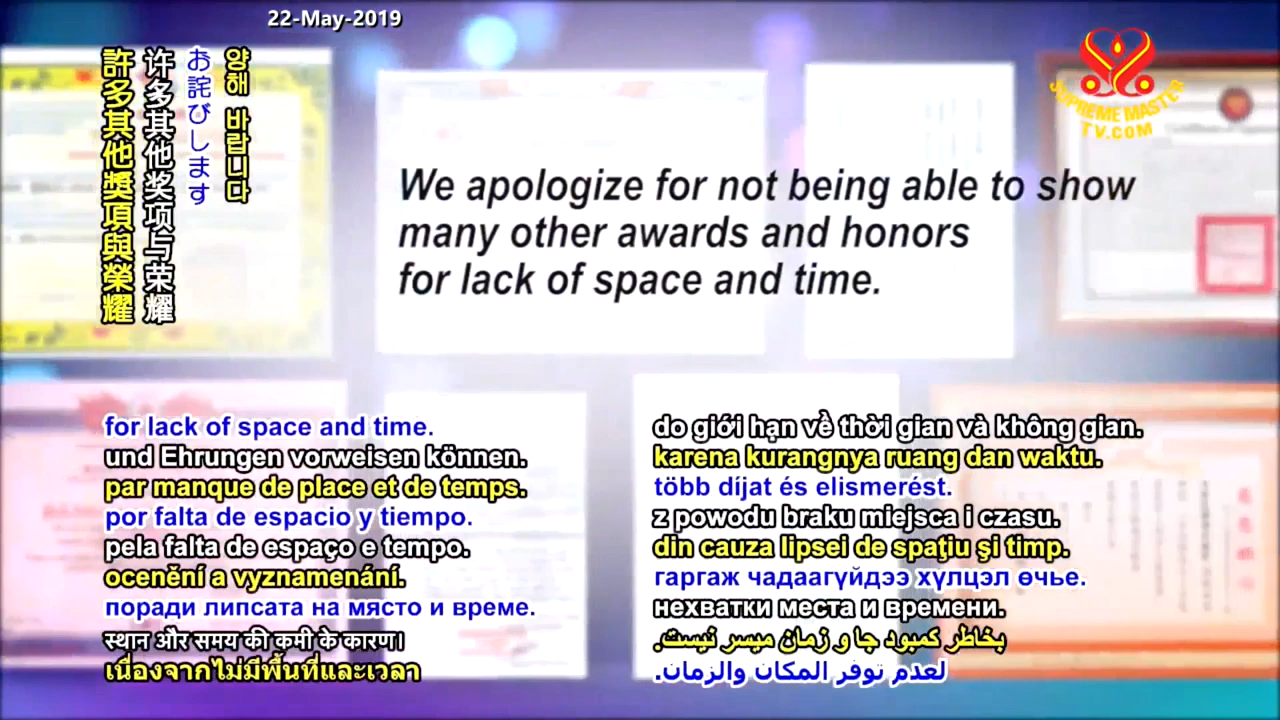 22-May-2019
SUPREME MASTER
TV.COM
양해 바랍니다
お詫びします
许多其他奖项与荣耀
許多其他獎項與榮耀
We apologize for not being able to show
many other awards and honors
for lack of space and time.
for lack of space and time.
und Ehrungen vorweisen können.
par manque de place et de temps.
por falta de espacio y tiempo.
pela falta de espaço e tempo.
ocenění a vyznamenání.
поради липсата на място и време.
स्थान और समय की कमी के कारण।
เนื่องจากไม่มีพื้นที่และเวลา
do giới hạn về thời gian và không gian.
karena kurangnya ruang dan waktu.
több díjat és elismerést.
z powodu braku miejsca i czasu.
din cauza lipsei de spaţiu şi timp.
гаргаж чадаагүйдээ хүлцэл өчье.
нехватки места и времени.
بخاطر کمبود جا و زمان میسر نیست.
لعدم توفر المكان والزمان.